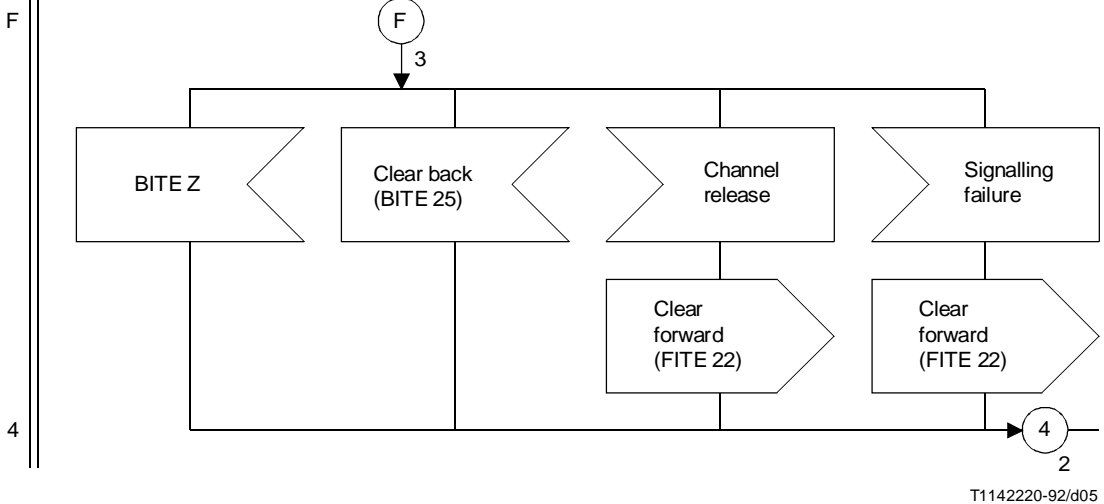 F
F
3
BITE Z
Clear back
(BITE 25)
Channel
release
Signalling
failure
Clear
forward
(FITE 22)
Clear
forward
(FITE 22)
4
4
2
T1142220-92/d05